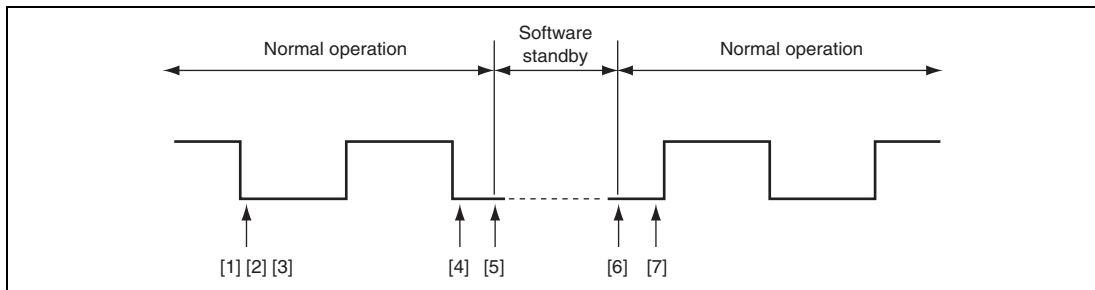 Normal operation
Software
standby
Normal operation
[1] [2] [3]
[4] [5]
[6] [7]